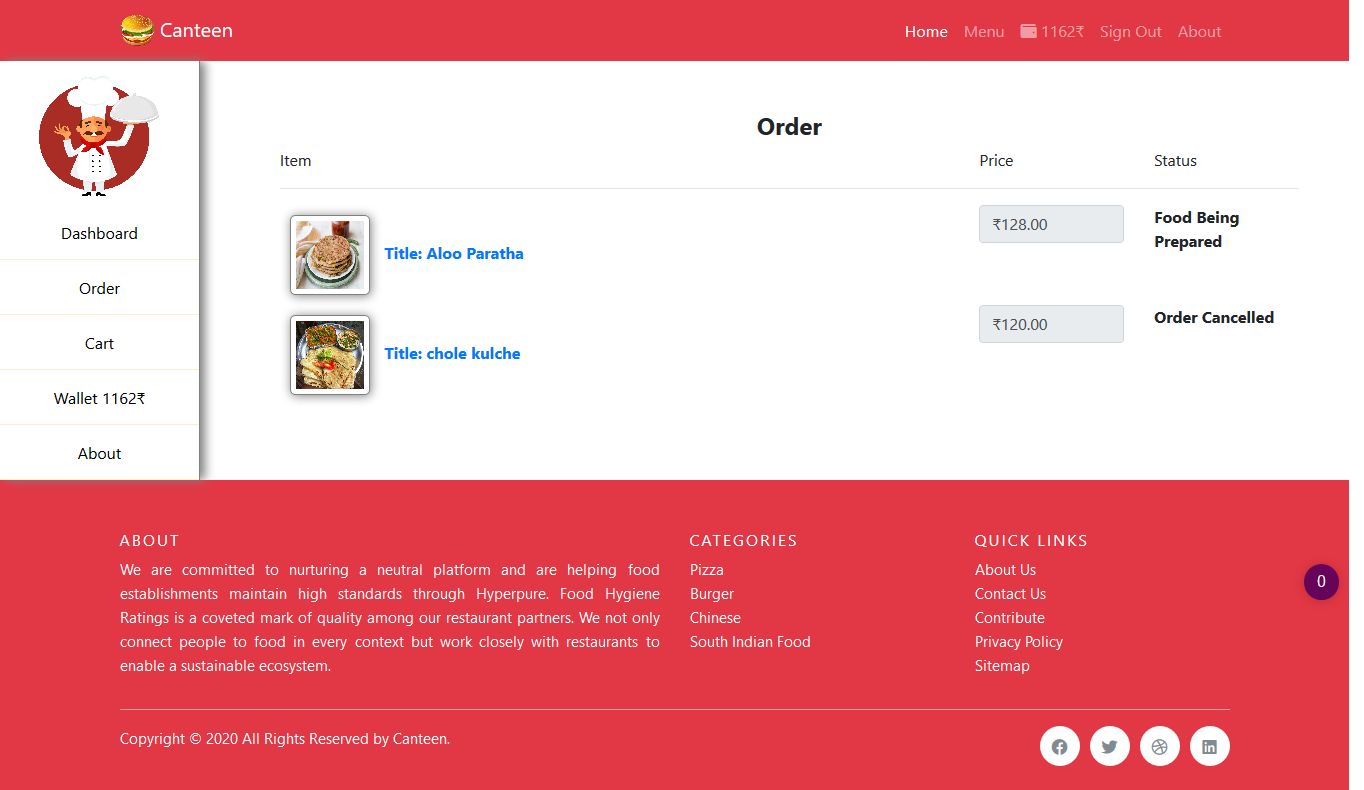 Canteen
Home Menu 1162₹ Sign Out About
Dashboard
Order
Cart
Wallet 1162₹
About
Order
Item Price Status
Title: Aloo Paratha
₹128.00
Food Being
Prepared
Title: chole kulche
₹120.00
Order Cancelled
ABOUT
We are committed to nurturing a neutral platform and are helping food
establishments maintain high standards through Hyperpure. Food Hygiene
Ratings is a coveted mark of quality among our restaurant partners. We not only
connect people to food in every context but work closely with restaurants to
enable a sustainable ecosystem.
CATEGORIES
Pizza
Burger
Chinese
South Indian Food
QUICK LINKS
About Us
Contact Us
Contribute
Privacy Policy
Sitemap
0
Copyright © 2020 All Rights Reserved by Canteen.